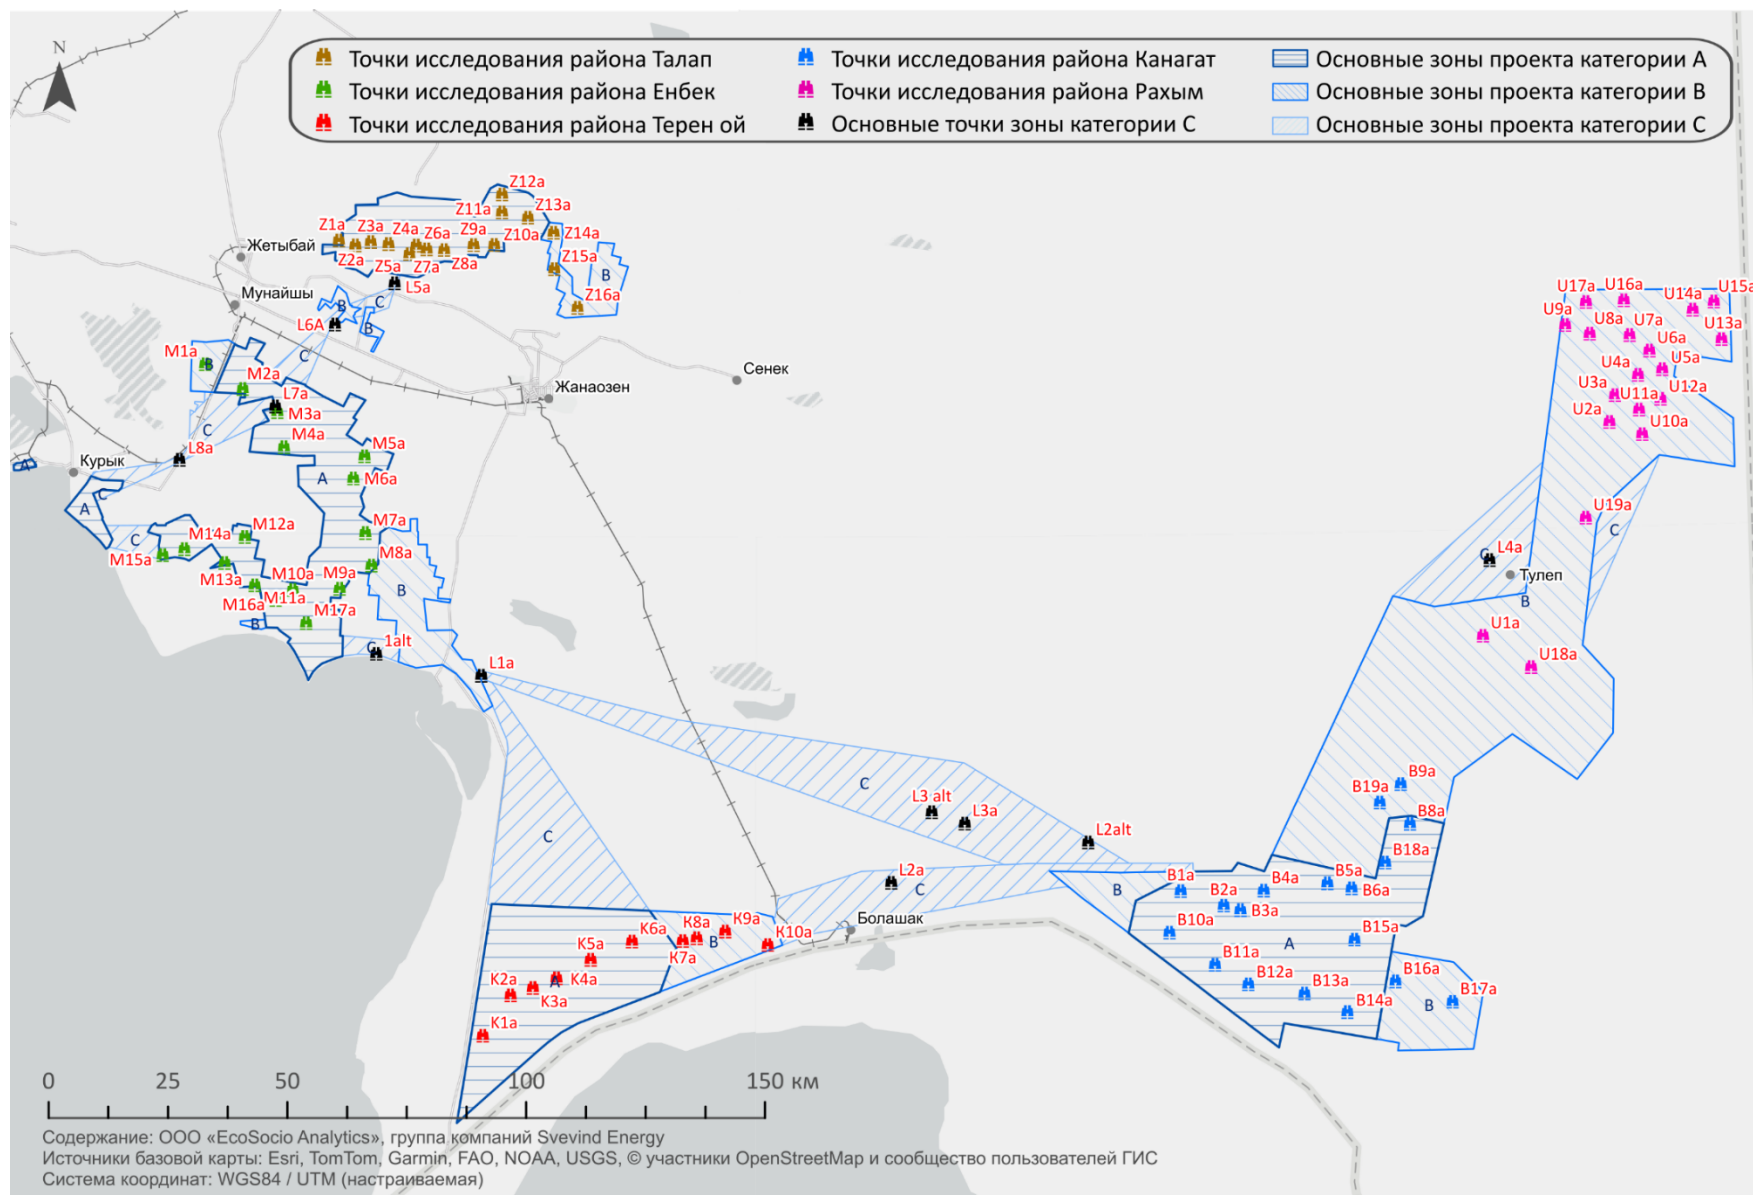 N
Точки исследования района Талап
Точки исследования района Канагат
Основные зоны проекта категории А
Точки исследования района Енбек
Точки исследования района Рахым
Основные зоны проекта категории В
Точки исследования района Терен ой
Основные точки зоны категории С
Основные зоны проекта категории С
Z12a
Z11a
Z13a
Z1a
Z3a
Z4a
Z6a
Z9a
Z10a
Z14a
Z2a
Z5a
Z7a
Z8a
Z15a
Жетыбай
B
L5a
C
Z16a
Мунайшы
B
L6A
B
U17a
U16a
U14a
U15a
U9a
U8a
U7a
U13a
M1a
B
C
U6a
M2a
Сенек
U4a
U5a
Жанаозен
L7a
M3a
U3a
U11a
U12a
U2a
U10a
C
M4a
L8a
M5a
Курык
A
A
M6a
C
A
U19a
C
M7a
M14a
M12a
C
M15a
L4a
C
M8a
Тулеп
M13a
M10a
M9a
B
M11a
M16a
B
M17a
B
U1a
1alt
C
L1a
U18a
C
B9a
B19a
L3 alt
L3a
B8a
C
L2alt
L2a
C
B18a
B1a
B4a
B5a
B
B2a
B6a
B3a
K8a
K9a
Болашак
K6a
K10a
B10a
B15a
K5a
B
K7a
A
B11a
K2a
K4a
A
K3a
B12a
B13a
B16a
B17a
B14a
B
K1a
0
25
50
100
150 км
Содержание: ООО «EcoSocio Analytics», группа компаний Svevind Energy
Источники базовой карты: Esri, TomTom, Garmin, FAO, NOAA, USGS, © участники OpenStreetMap и сообщество пользователей ГИС
Система координат: WGS84 / UTM (настраиваемая)